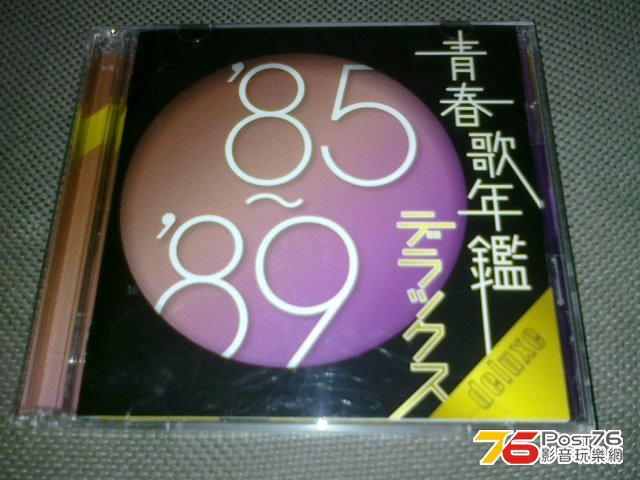 '85
～
'89
青春歌年鑑
デラックス
deluxe
76 Post76
影音玩樂網